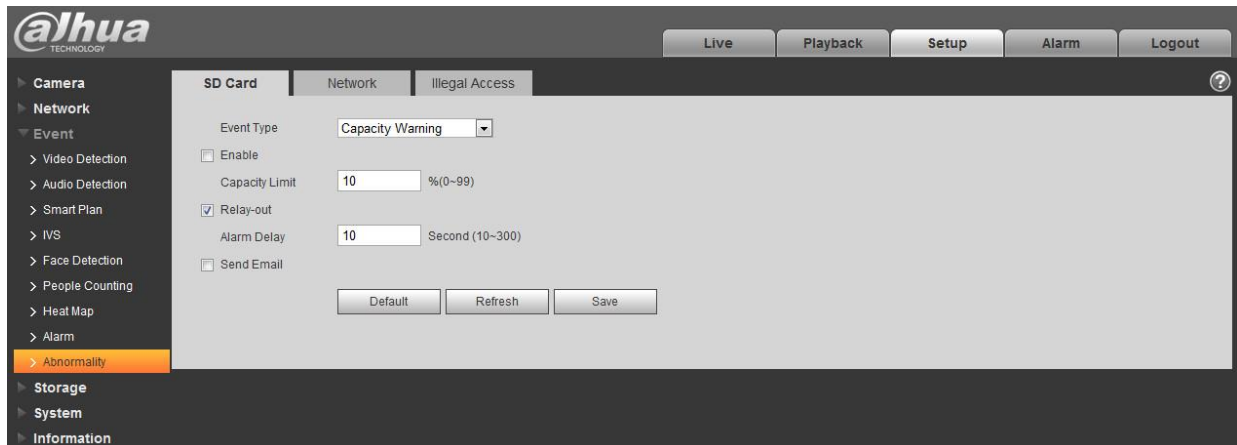 alhua
TECHNOLOGY
Live Playback Setup Alarm Logout
Camera
Network
Event
Video Detection
Audio Detection
Smart Plan
IVS
Face Detection
People Counting
Heat Map
Alarm
Abnormality
Storage
System
Information
SD Card Network Illegal Access
?
Event Type Capacity Warning
Enable
Capacity Limit 10 %(0~99)
Relay-out
Alarm Delay 10 Second (10~300)
Send Email
Default Refresh Save